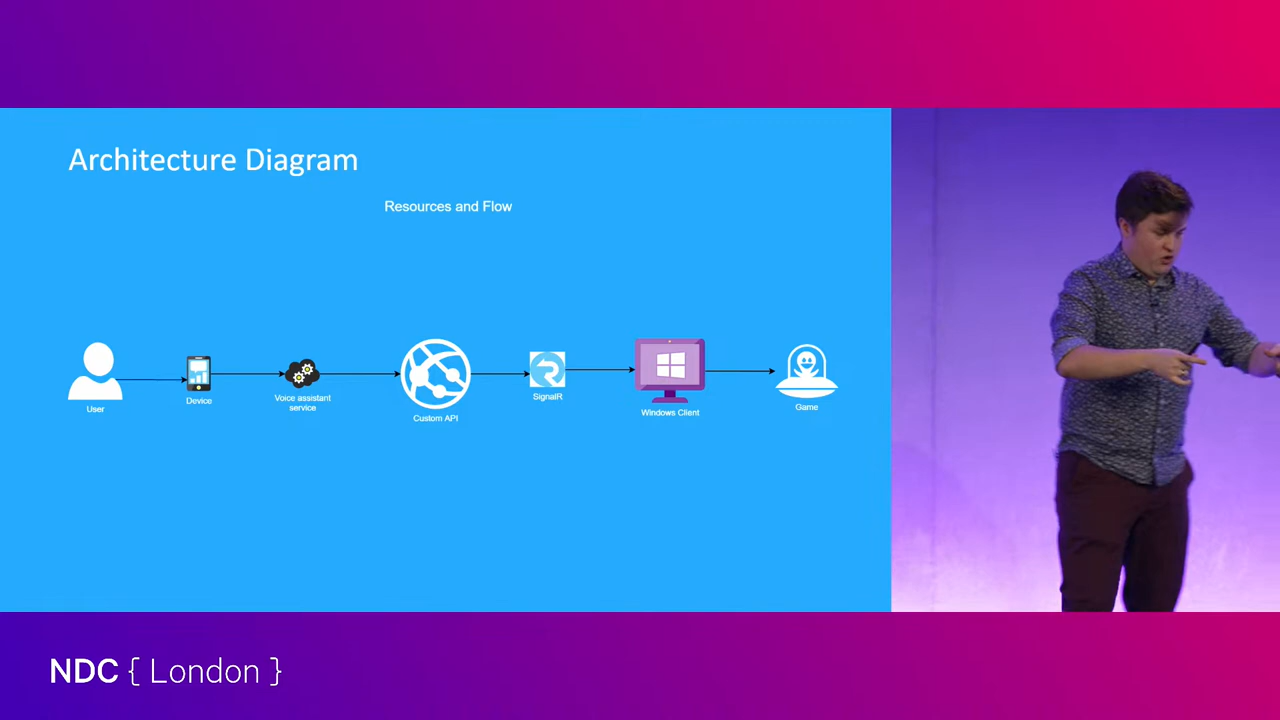 Architecture Diagram
Resources and Flow
User
Device
Voice assistant
service
Custom API
SignalR
Windows Client
Game
NDC { London }